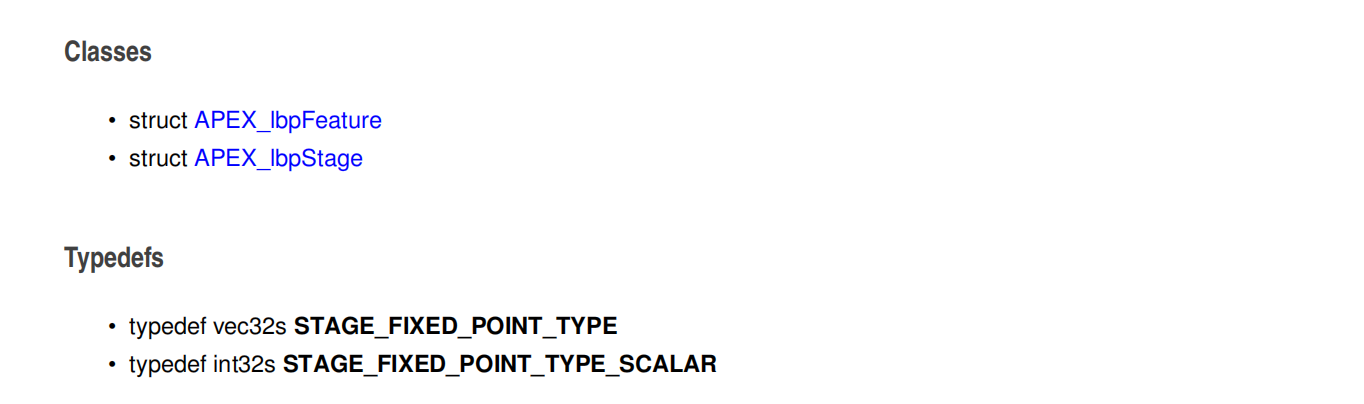 Classes
• struct APEX_lbpFeature
• struct APEX_lbpStage
Typedefs
• typedef vec32s STAGE_FIXED_POINT_TYPE
• typedef int32s STAGE_FIXED_POINT_TYPE_SCALAR